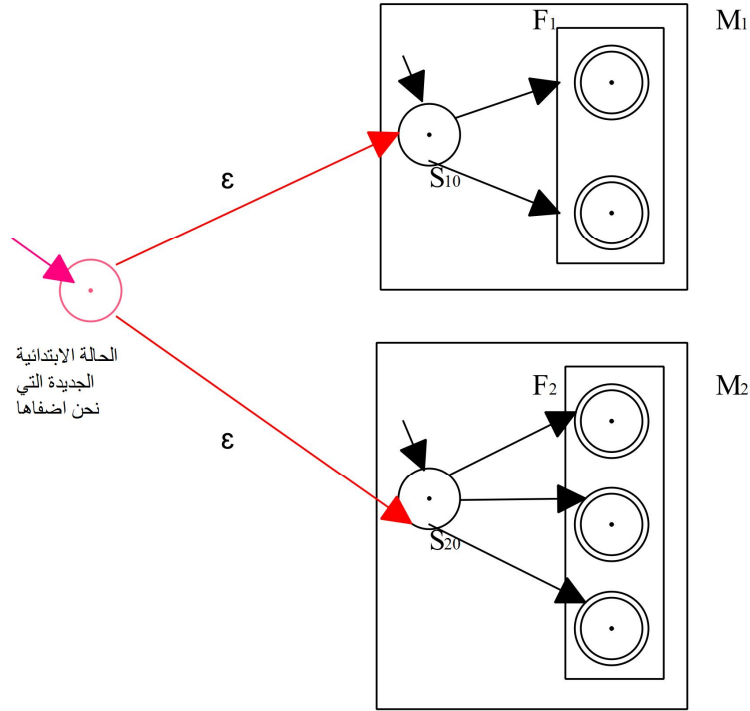 F1 M1
ε
S10
الحالة الابتدائية
الجديدة التي
نحن اضفاها
F2 M2
ε
S20